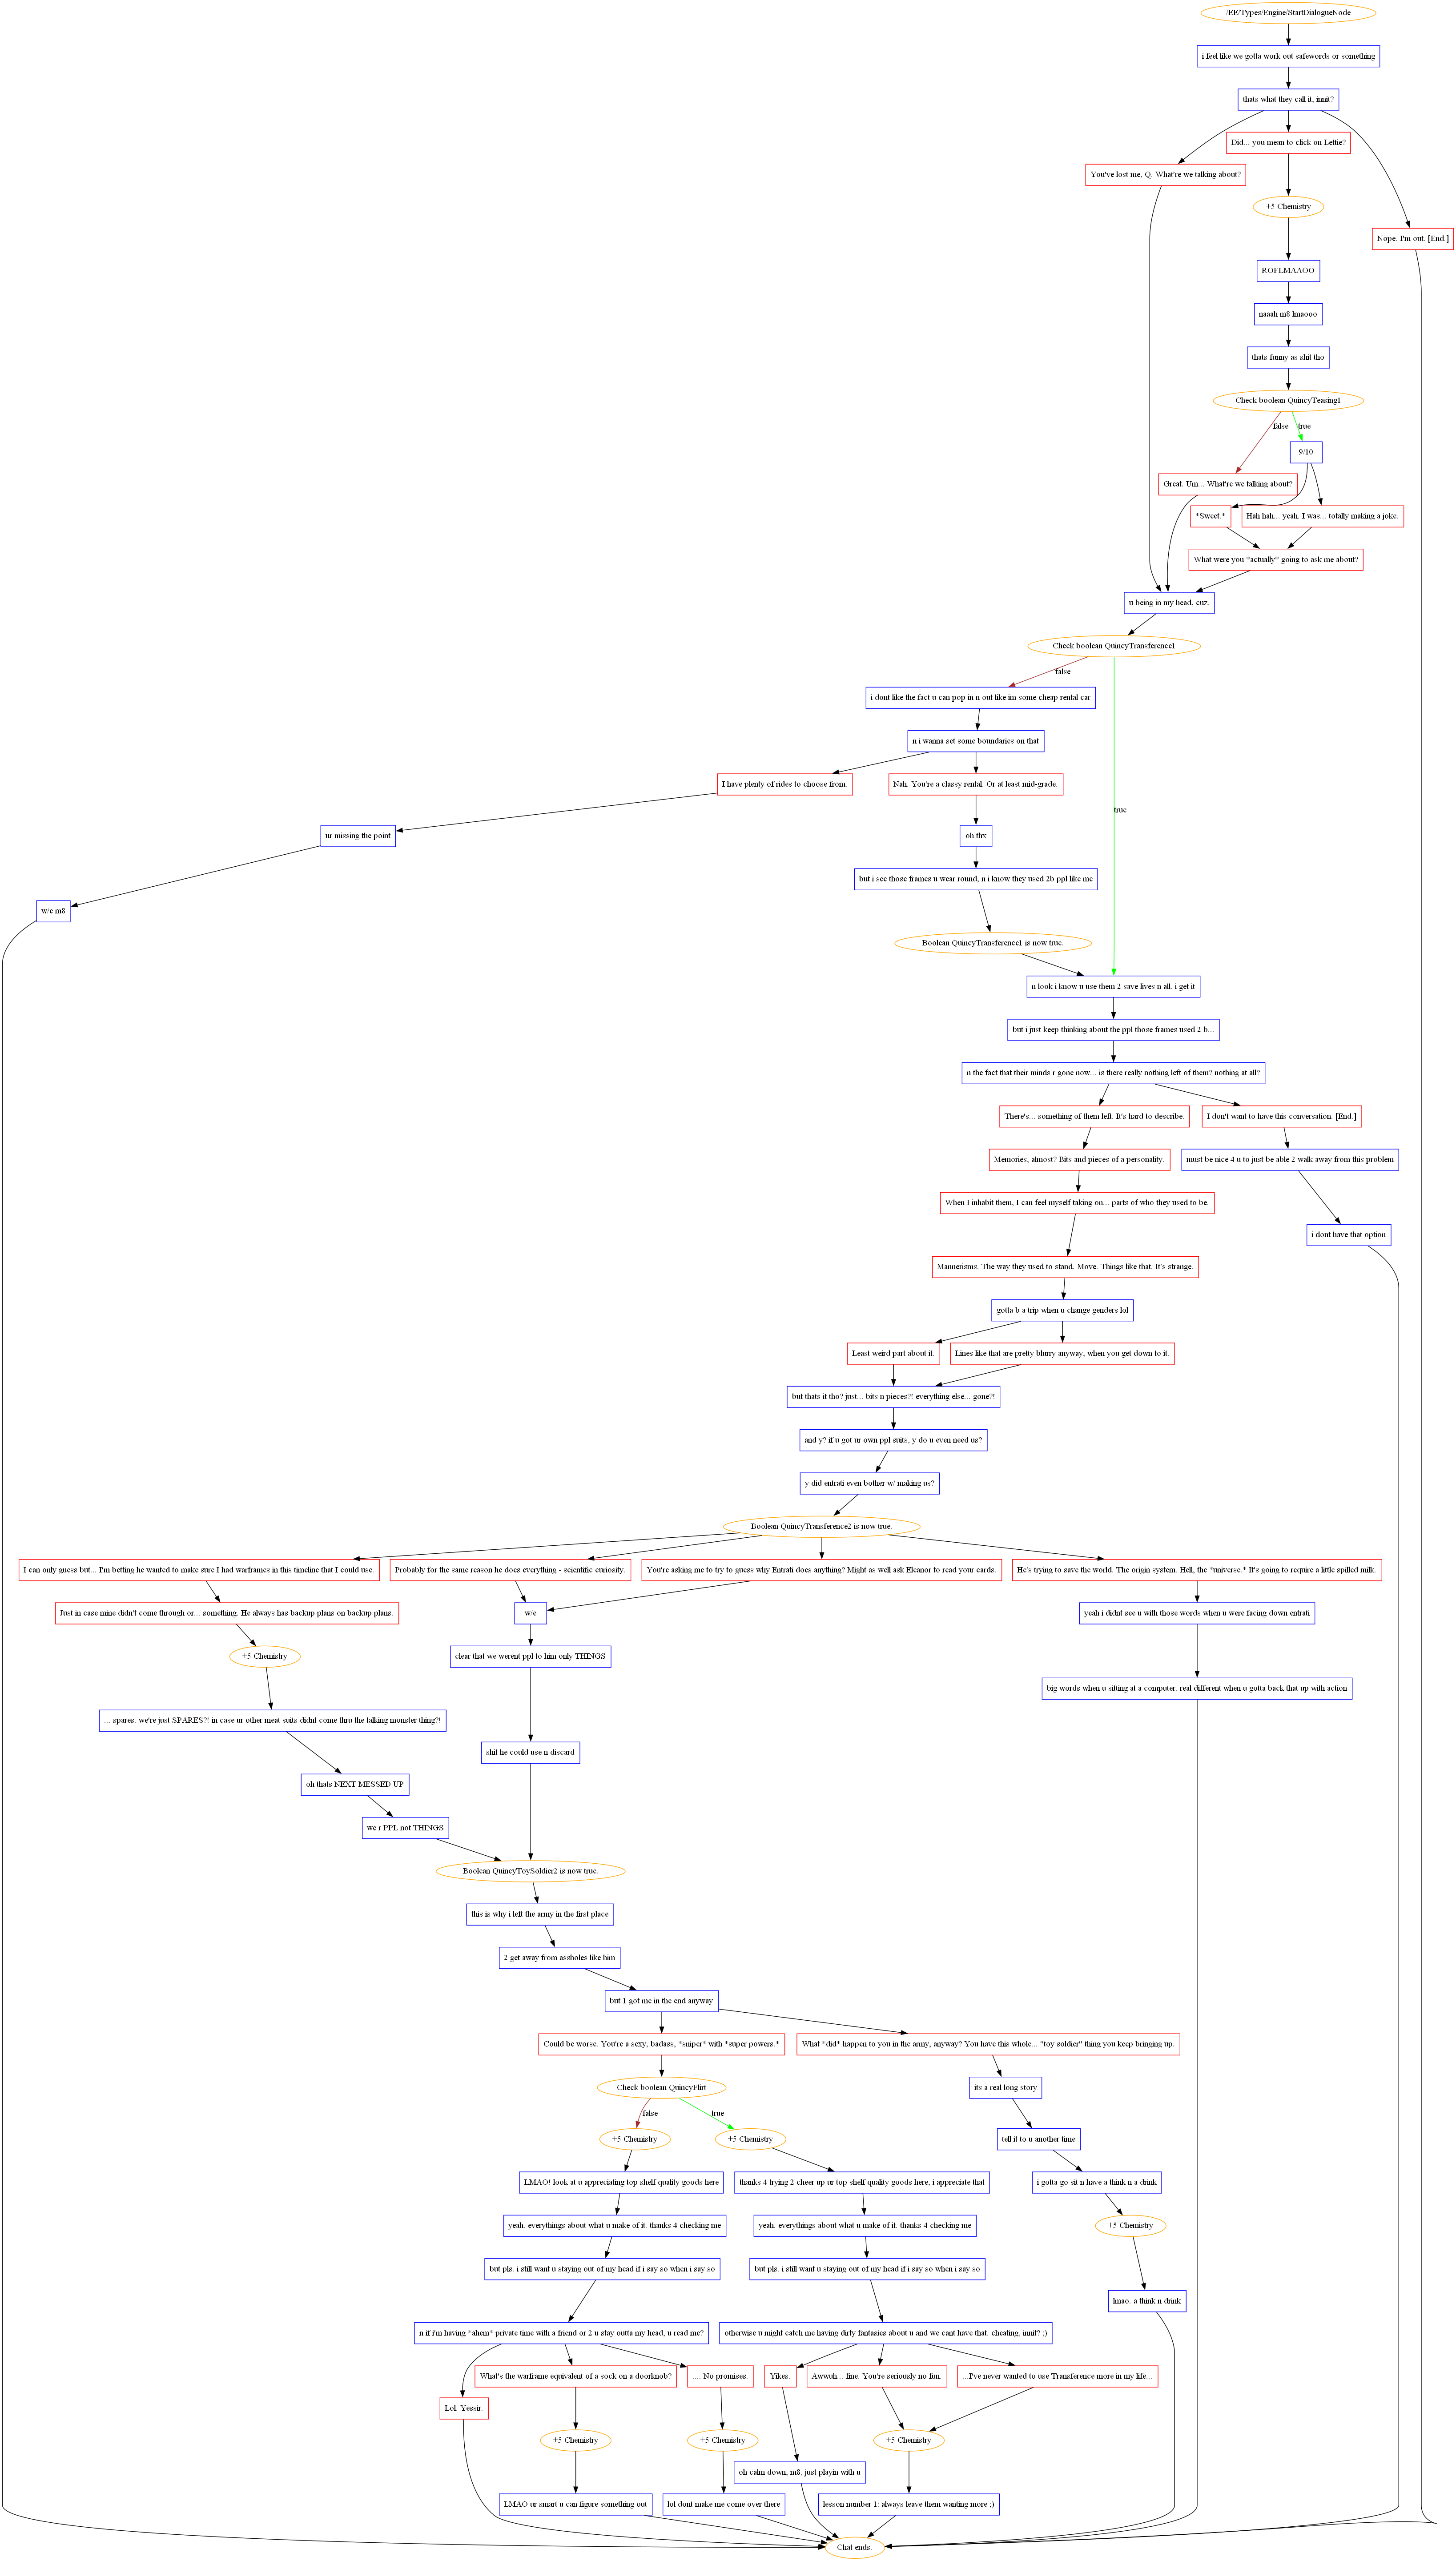 /EE/Types/Engine/StartDialogueNode
i feel like we gotta work out safewords or something
thats what they call it, innit?
Did... you mean to click on Lettie?
You've lost me, Q. What're we talking about?
+5 Chemistry
Nope. I'm out. [End.]
ROFLMAAOO
naaah m8 lmaooo
thats funny as shit tho
Check boolean QuincyTeasing1
false
true
9/10
Great. Um... What're we talking about?
*Sweet.*
Hah hah... yeah. I was... totally making a joke.
What were you *actually* going to ask me about?
u being in my head, cuz.
Check boolean QuincyTransference1
false
i dont like the fact u can pop in n out like im some cheap rental car
n i wanna set some boundaries on that
I have plenty of rides to choose from.
Nah. You're a classy rental. Or at least mid-grade.
true
ur missing the point
oh thx
but i see those frames u wear round, n i know they used 2b ppl like me
w/e m8
Boolean QuincyTransference1 is now true.
n look i know u use them 2 save lives n all. i get it
but i just keep thinking about the ppl those frames used 2 b...
n the fact that their minds r gone now... is there really nothing left of them? nothing at all?
There's... something of them left. It's hard to describe.
I don't want to have this conversation. [End.]
Memories, almost? Bits and pieces of a personality.
must be nice 4 u to just be able 2 walk away from this problem
When I inhabit them, I can feel myself taking on... parts of who they used to be.
i dont have that option
Mannerisms. The way they used to stand. Move. Things like that. It's strange.
gotta b a trip when u change genders lol
Least weird part about it.
Lines like that are pretty blurry anyway, when you get down to it.
but thats it tho? just... bits n pieces?! everything else... gone?!
and y? if u got ur own ppl suits, y do u even need us?
y did entrati even bother w/ making us?
Boolean QuincyTransference2 is now true.
I can only guess but... I'm betting he wanted to make sure I had warframes in this timeline that I could use.
Probably for the same reason he does everything - scientific curiosity.
You're asking me to try to guess why Entrati does anything? Might as well ask Eleanor to read your cards.
He's trying to save the world. The origin system. Hell, the *universe.* It's going to require a little spilled milk.
Just in case mine didn't come through or... something. He always has backup plans on backup plans.
w/e
yeah i didnt see u with those words when u were facing down entrati
+5 Chemistry
clear that we werent ppl to him only THINGS
big words when u sitting at a computer. real different when u gotta back that up with action
... spares. we're just SPARES?! in case ur other meat suits didnt come thru the talking monster thing?!
shit he could use n discard
oh thats NEXT MESSED UP
we r PPL not THINGS
Boolean QuincyToySoldier2 is now true.
this is why i left the army in the first place
2 get away from assholes like him
but 1 got me in the end anyway
Could be worse. You're a sexy, badass, *sniper* with *super powers.*
What *did* happen to you in the army, anyway? You have this whole... "toy soldier" thing you keep bringing up.
Check boolean QuincyFlirt
its a real long story
false
true
+5 Chemistry
+5 Chemistry
tell it to u another time
LMAO! look at u appreciating top shelf quality goods here
thanks 4 trying 2 cheer up ur top shelf quality goods here, i appreciate that
i gotta go sit n have a think n a drink
yeah. everythings about what u make of it. thanks 4 checking me
yeah. everythings about what u make of it. thanks 4 checking me
+5 Chemistry
but pls. i still want u staying out of my head if i say so when i say so
but pls. i still want u staying out of my head if i say so when i say so
lmao. a think n drink
n if i'm having *ahem* private time with a friend or 2 u stay outta my head, u read me?
otherwise u might catch me having dirty fantasies about u and we cant have that. cheating, innit? ;)
What's the warframe equivalent of a sock on a doorknob?
.... No promises.
Yikes.
Awwuh... fine. You're seriously no fun.
...I've never wanted to use Transference more in my life...
Lol. Yessir.
+5 Chemistry
+5 Chemistry
+5 Chemistry
oh calm down, m8, just playin with u
LMAO ur smart u can figure something out
lol dont make me come over there
lesson number 1: always leave them wanting more ;)
Chat ends.